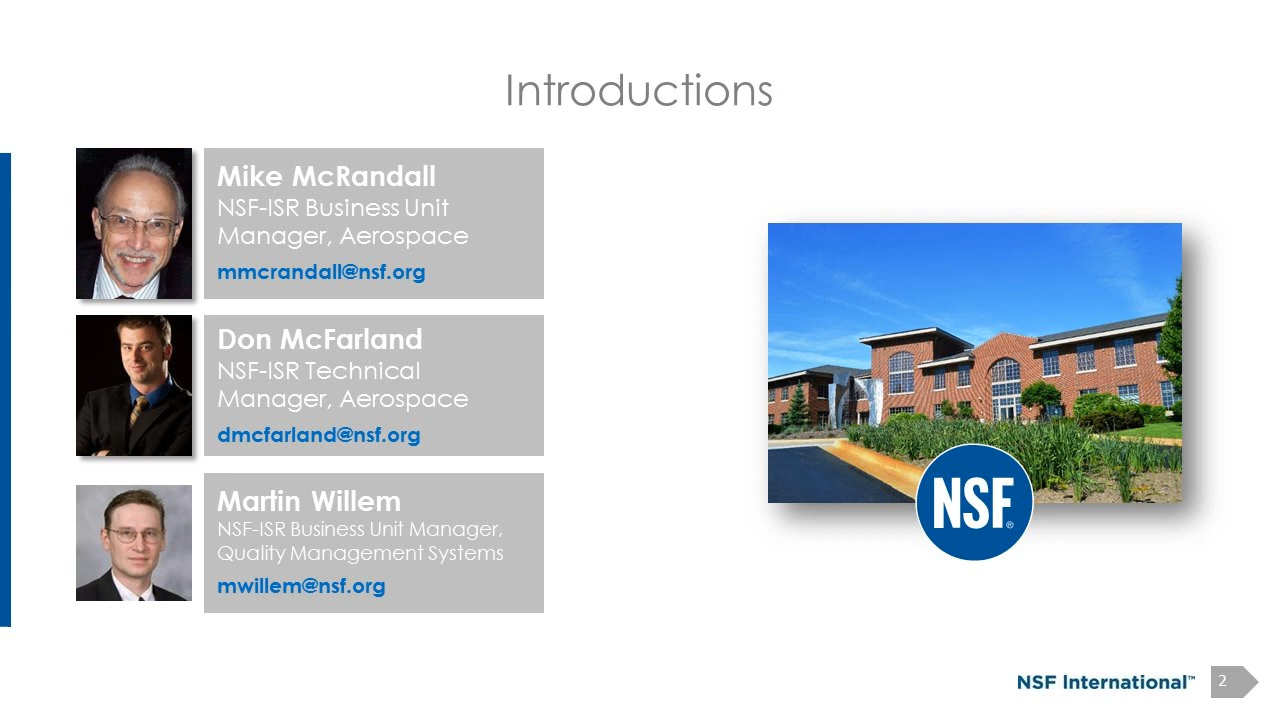 Introductions
Mike McRandall
NSF-ISR Business Unit
Manager, Aerospace
mmcrandall@nsf.org
Don McFarland
NSF-ISR Technical
Manager, Aerospace
dmcfarland@nsf.org
Martin Willem
NSF-ISR Business Unit Manager,
Quality Management Systems
mwillem@nsf.org
NSF®
NSF International™
2